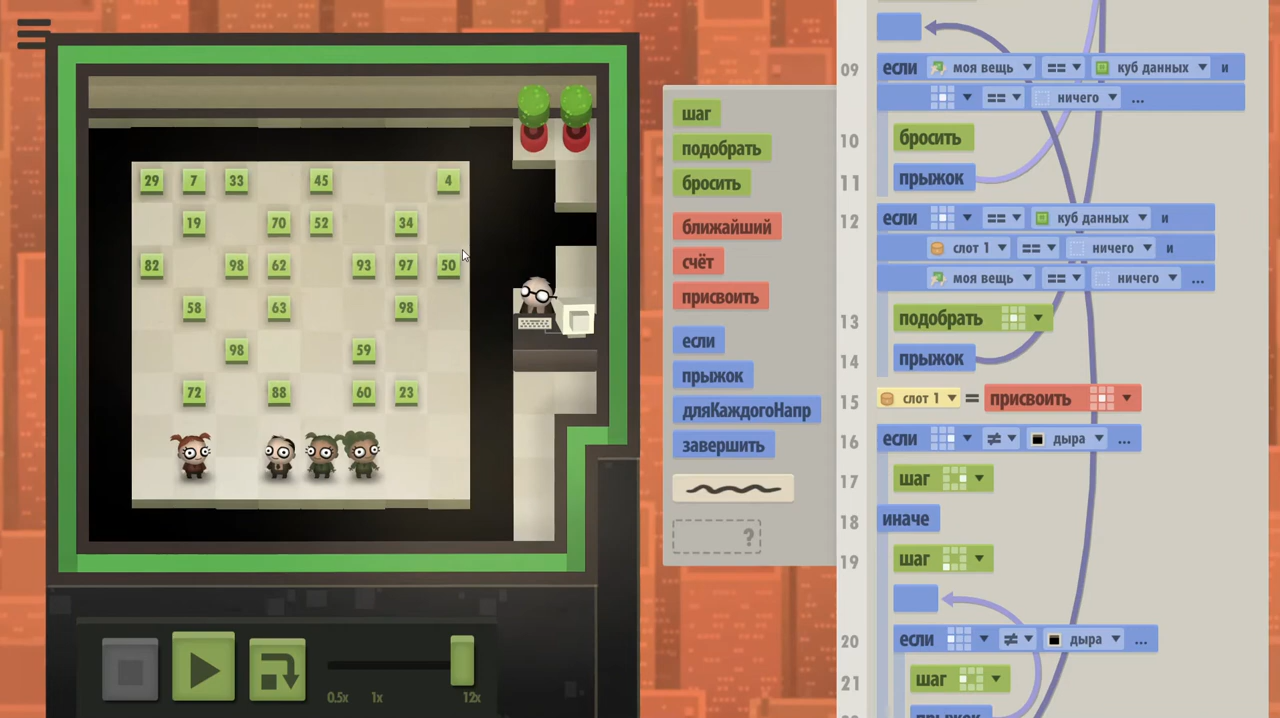 29 7 33 45 4
19 70 52 34
82 98 62 93 97 50
58 63 98
98 59
72 88 60 23
0.5x 1x 12x
шаг
подобрать
бросить
ближайший
счёт
присвоить
если
прыжок
дляКаждогоНапр
завершить
?
09 если моя вещь == куб данных и
== ничего ...
10 бросить
11 прыжок
12 если == куб данных и
слот 1 == ничего и
моя вещь == ничего ...
13 подобрать
14 прыжок
15 слот 1 = присвоить
16 если ≠ дыра ...
17 шаг
18 иначе
19 шаг
20 если ≠ дыра ...
21 шаг
прыжок